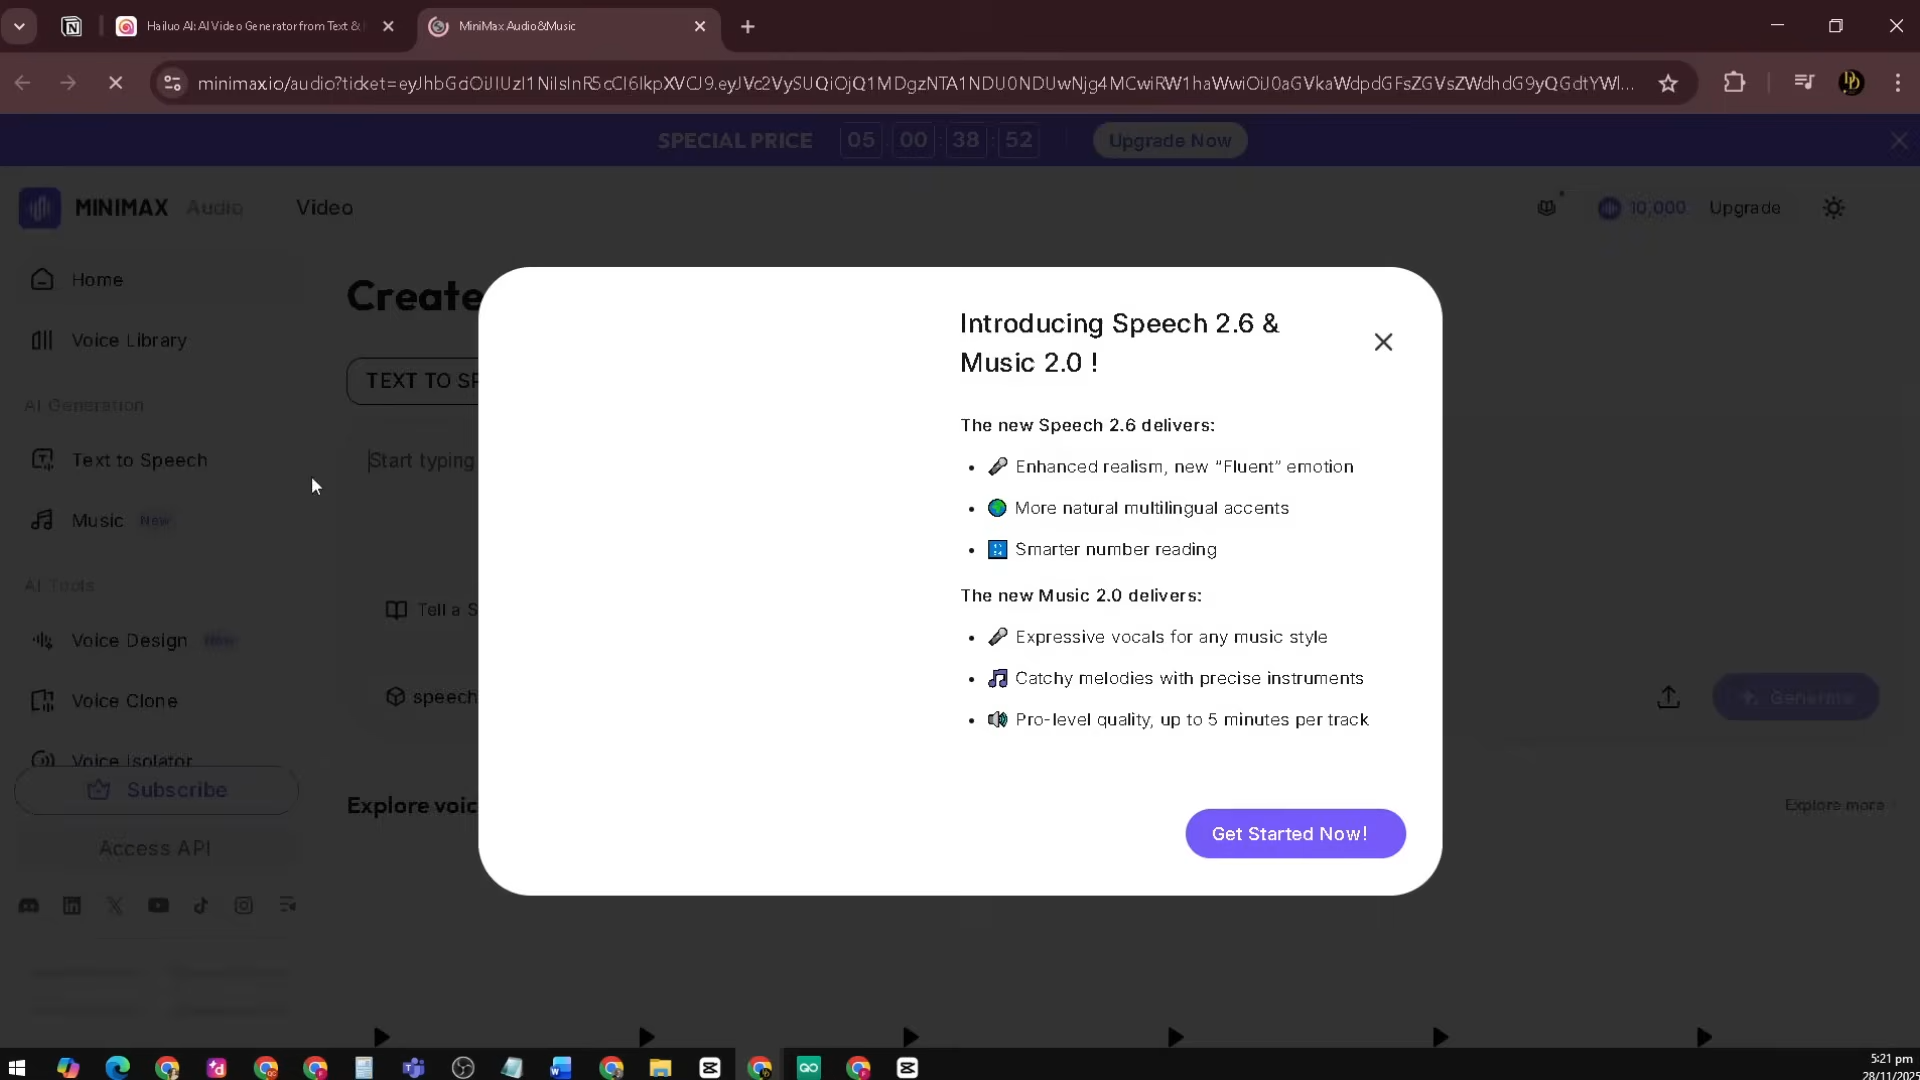 Hailuo AI: AI Video Generator from Text &
MiniMax Audio&Music
SPECIAL PRICE 05 : 00 : 38 : 52 Upgrade Now
MINIMAX Audio Video
10,000 Upgrade
Home
Voice Library
AI Generation
Text to Speech
Music New
AI Tools
Voice Design New
Voice Clone
Voice Isolator
Subscribe
Access API
Create
TEXT TO SP
Start typing
Tell a S
speech
Generate
Explore voic
Explore more
Introducing Speech 2.6 &
Music 2.0 !
The new Speech 2.6 delivers:
• 🎤 Enhanced realism, new “Fluent” emotion
• 🌍 More natural multilingual accents
• 🔢 Smarter number reading
The new Music 2.0 delivers:
• 🎤 Expressive vocals for any music style
• 🎵 Catchy melodies with precise instruments
• 🔊 Pro-level quality, up to 5 minutes per track
Get Started Now!
5:21 pm
28/11/2025